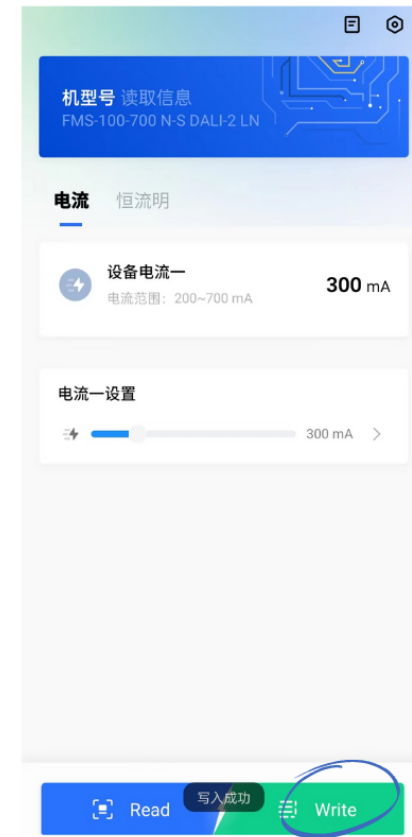 机型号 读取信息
FMS-100-700 N-S DALI-2 LN
电流 恒流明
设备电流一
300 mA
电流范围：200~700 mA
电流一设置
300 mA
Read 写入成功 Write